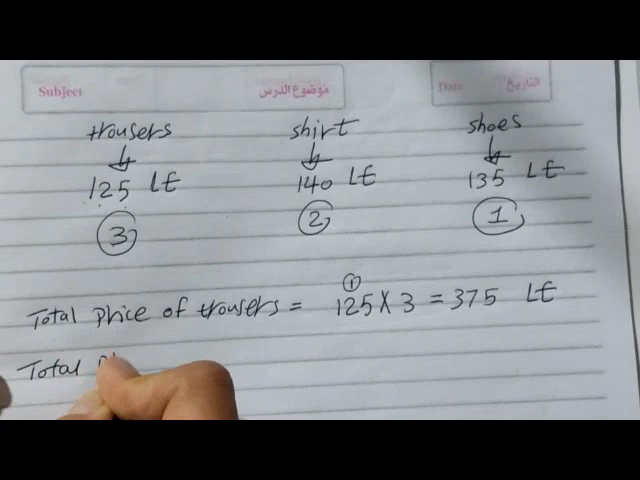 Subject موضوع الدرس Date التاريخ
trousers shirt shoes
125 LE 140 LE 135 LE
3 2 1
1
Total Price of trousers = 125 X 3 = 375 LE
Total